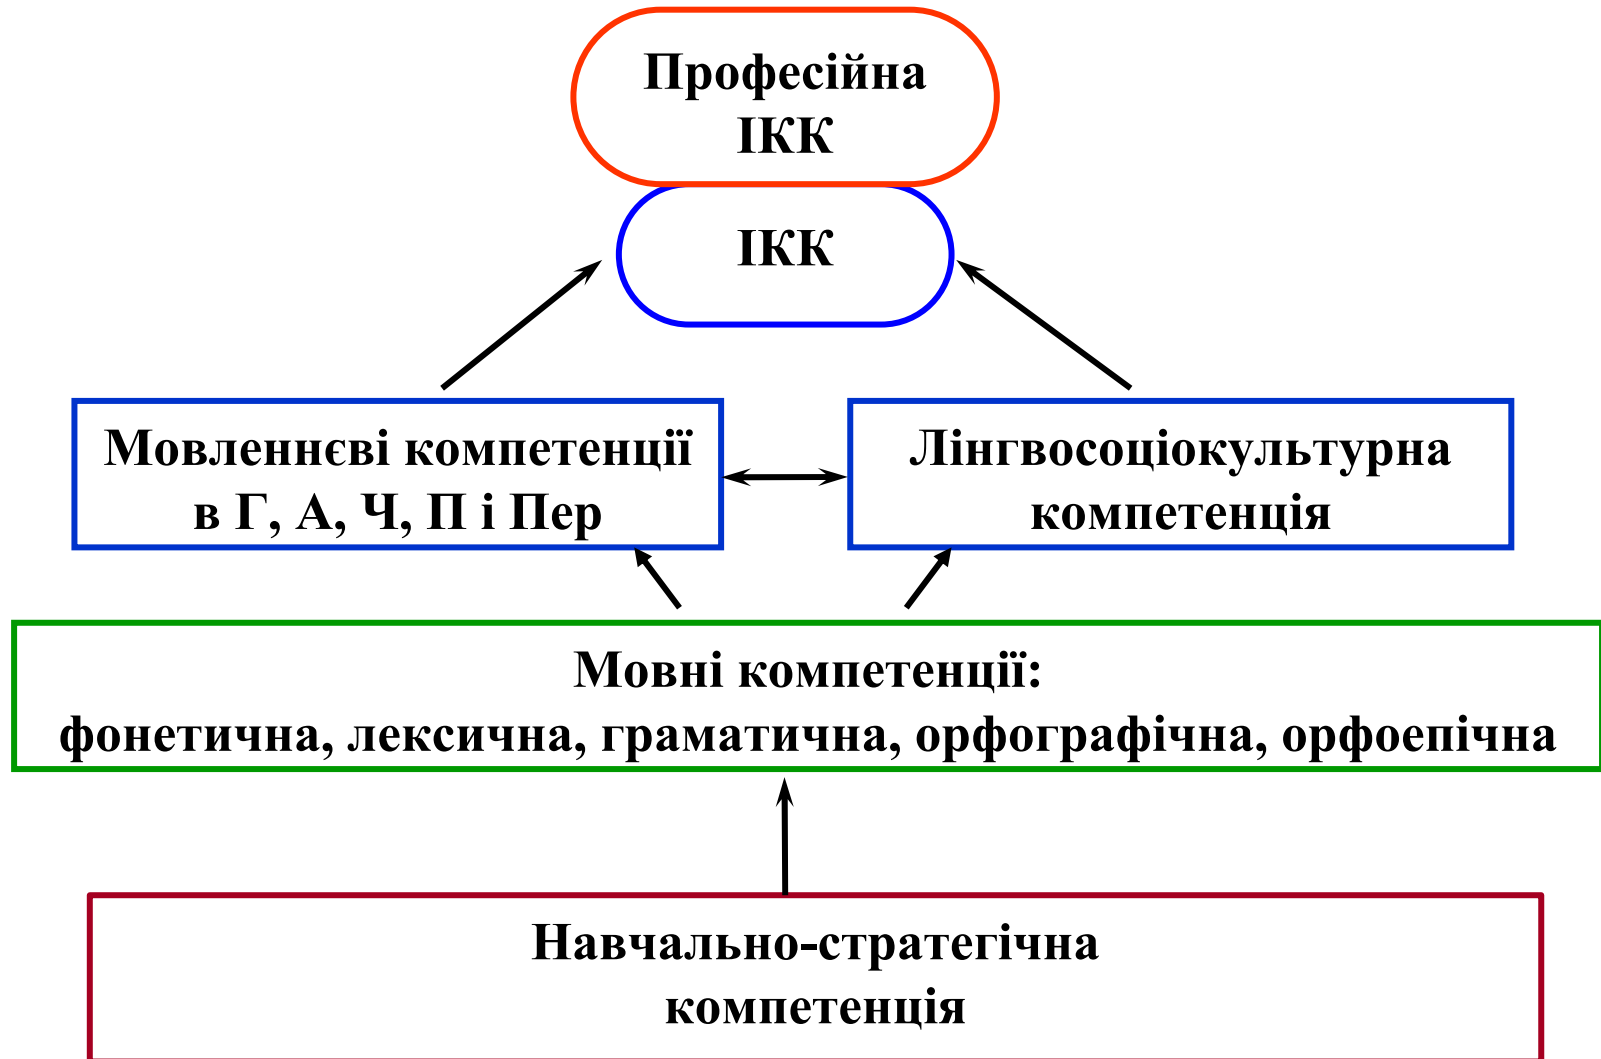 Професійна
ІКК
ІКК
Мовленнєві компетенції
в Г, А, Ч, П і Пер
Лінгвосоціокультурна
компетенція
Мовні компетенції:
фонетична, лексична, граматична, орфографічна, орфоепічна
Навчально-стратегічна
компетенція